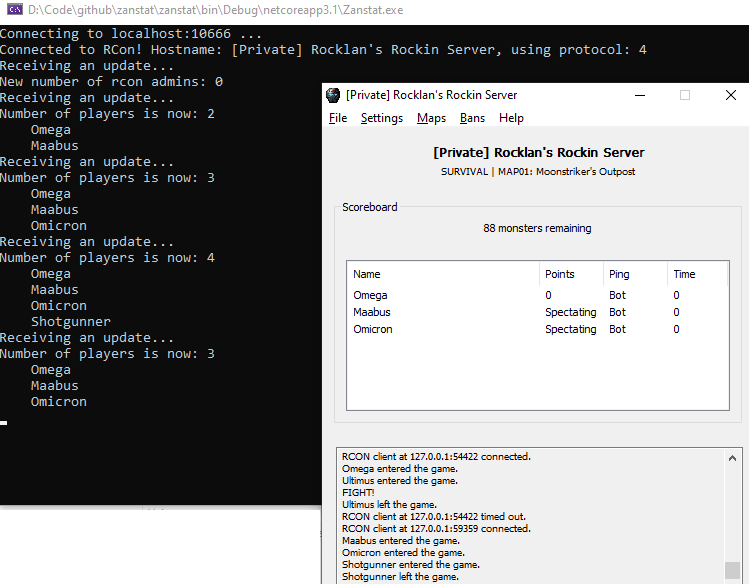 D:\Code\github\zanstat\zanstat\bin\Debug\netcoreapp3.1\Zanstat.exe
Connecting to localhost:10666 ...
Connected to RCon! Hostname: [Private] Rocklan's Rockin Server, using protocol: 4
Receiving an update...
New number of rcon admins: 0
Receiving an update...
Number of players is now: 2
Omega
Maabus
Receiving an update...
Number of players is now: 3
Omega
Maabus
Omicron
Receiving an update...
Number of players is now: 4
Omega
Maabus
Omicron
Shotgunner
Receiving an update...
Number of players is now: 3
Omega
Maabus
Omicron
[Private] Rocklan's Rockin Server
File Settings Maps Bans Help
[Private] Rocklan's Rockin Server
SURVIVAL | MAP01: Moonstriker's Outpost
Scoreboard
88 monsters remaining
Name Points Ping Time
Omega 0 Bot 0
Maabus Spectating Bot 0
Omicron Spectating Bot 0
RCON client at 127.0.0.1:54422 connected.
Omega entered the game.
Ultimus entered the game.
FIGHT!
Ultimus left the game.
RCON client at 127.0.0.1:54422 timed out.
RCON client at 127.0.0.1:59359 connected.
Maabus entered the game.
Omicron entered the game.
Shotgunner entered the game.
Shotgunner left the game.